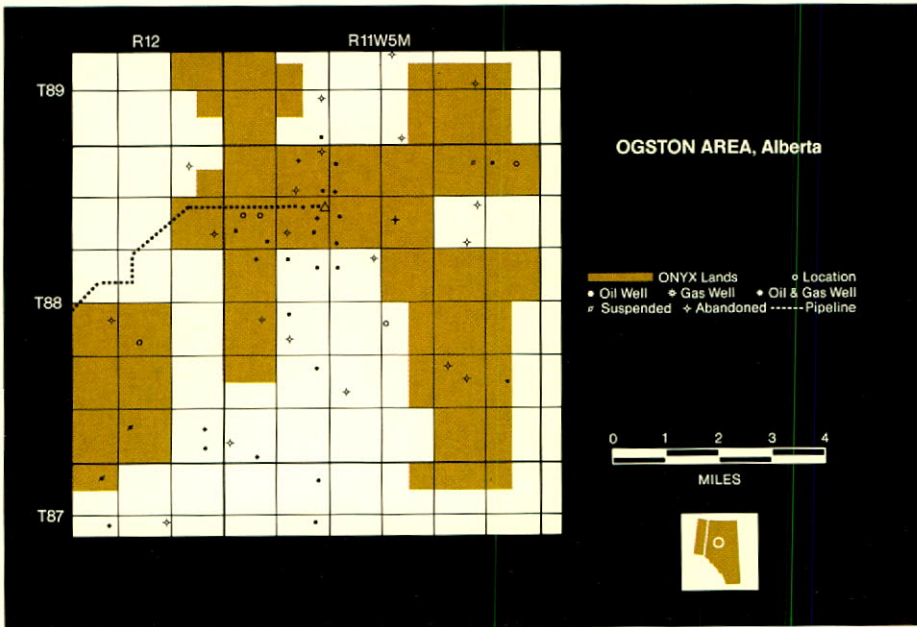 R12 R11W5M
T89
OGSTON AREA, Alberta
ONYX Lands Location
Oil Well Gas Well Oil & Gas Well
Suspended Abandoned Pipeline
T88
0 1 2 3 4
MILES
T87